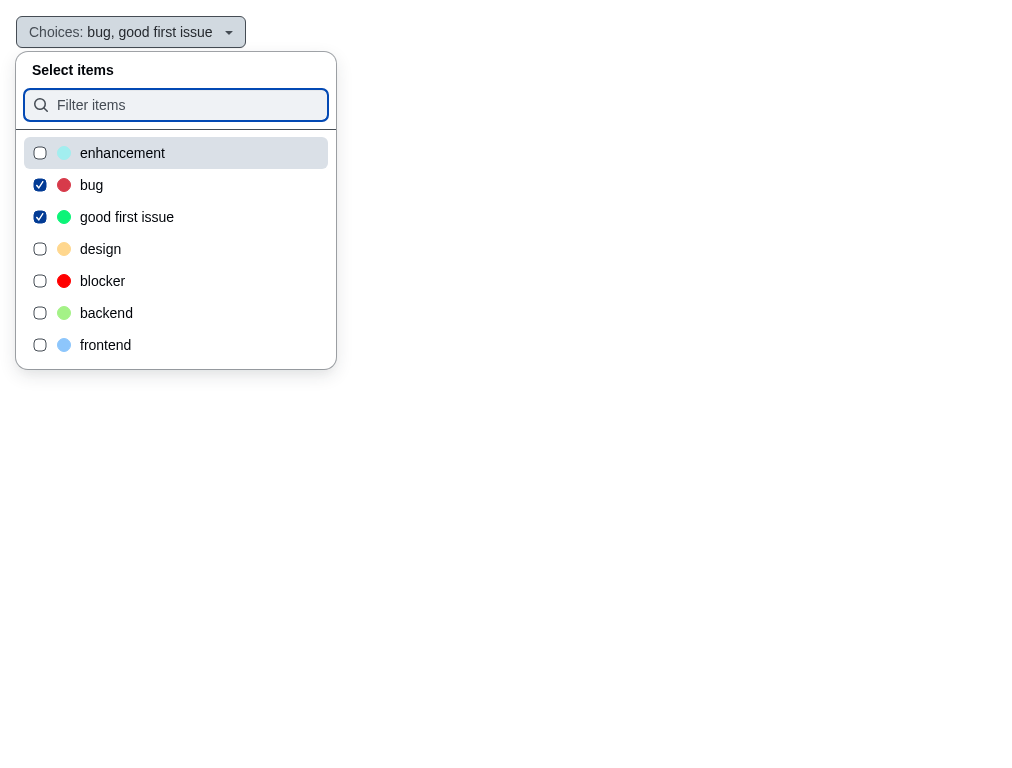 Choices: bug, good first issue
Select items
Filter items
enhancement
bug
good first issue
design
blocker
backend
frontend